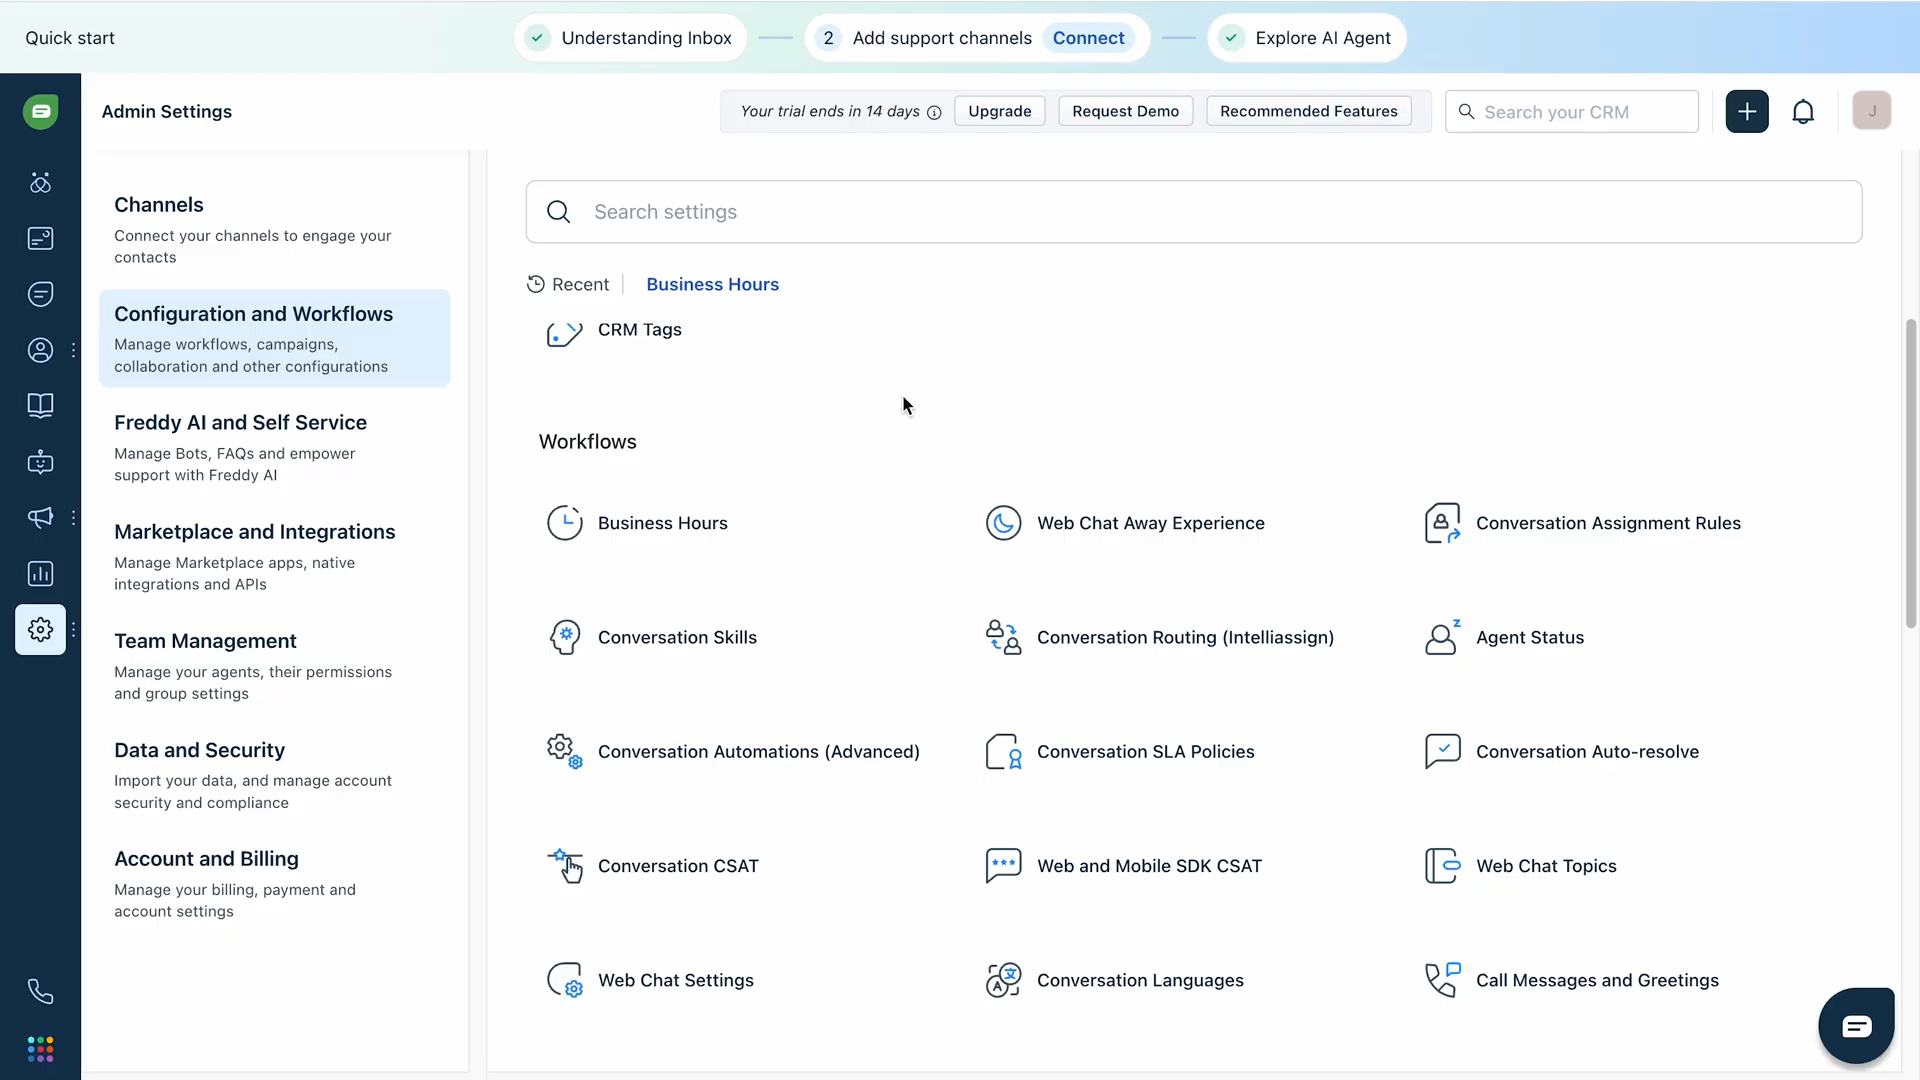 Quick start
Understanding Inbox
2 Add support channels Connect
Explore AI Agent
Admin Settings
Your trial ends in 14 days
Upgrade
Request Demo
Recommended Features
Search your CRM
J
Channels
Connect your channels to engage your
contacts
Configuration and Workflows
Manage workflows, campaigns,
collaboration and other configurations
Freddy AI and Self Service
Manage Bots, FAQs and empower
support with Freddy AI
Marketplace and Integrations
Manage Marketplace apps, native
integrations and APIs
Team Management
Manage your agents, their permissions
and group settings
Data and Security
Import your data, and manage account
security and compliance
Account and Billing
Manage your billing, payment and
account settings
Search settings
Recent
Business Hours
CRM Tags
Workflows
Business Hours
Web Chat Away Experience
Conversation Assignment Rules
Conversation Skills
Conversation Routing (Intelliassign)
Agent Status
Conversation Automations (Advanced)
Conversation SLA Policies
Conversation Auto-resolve
Conversation CSAT
Web and Mobile SDK CSAT
Web Chat Topics
Web Chat Settings
Conversation Languages
Call Messages and Greetings